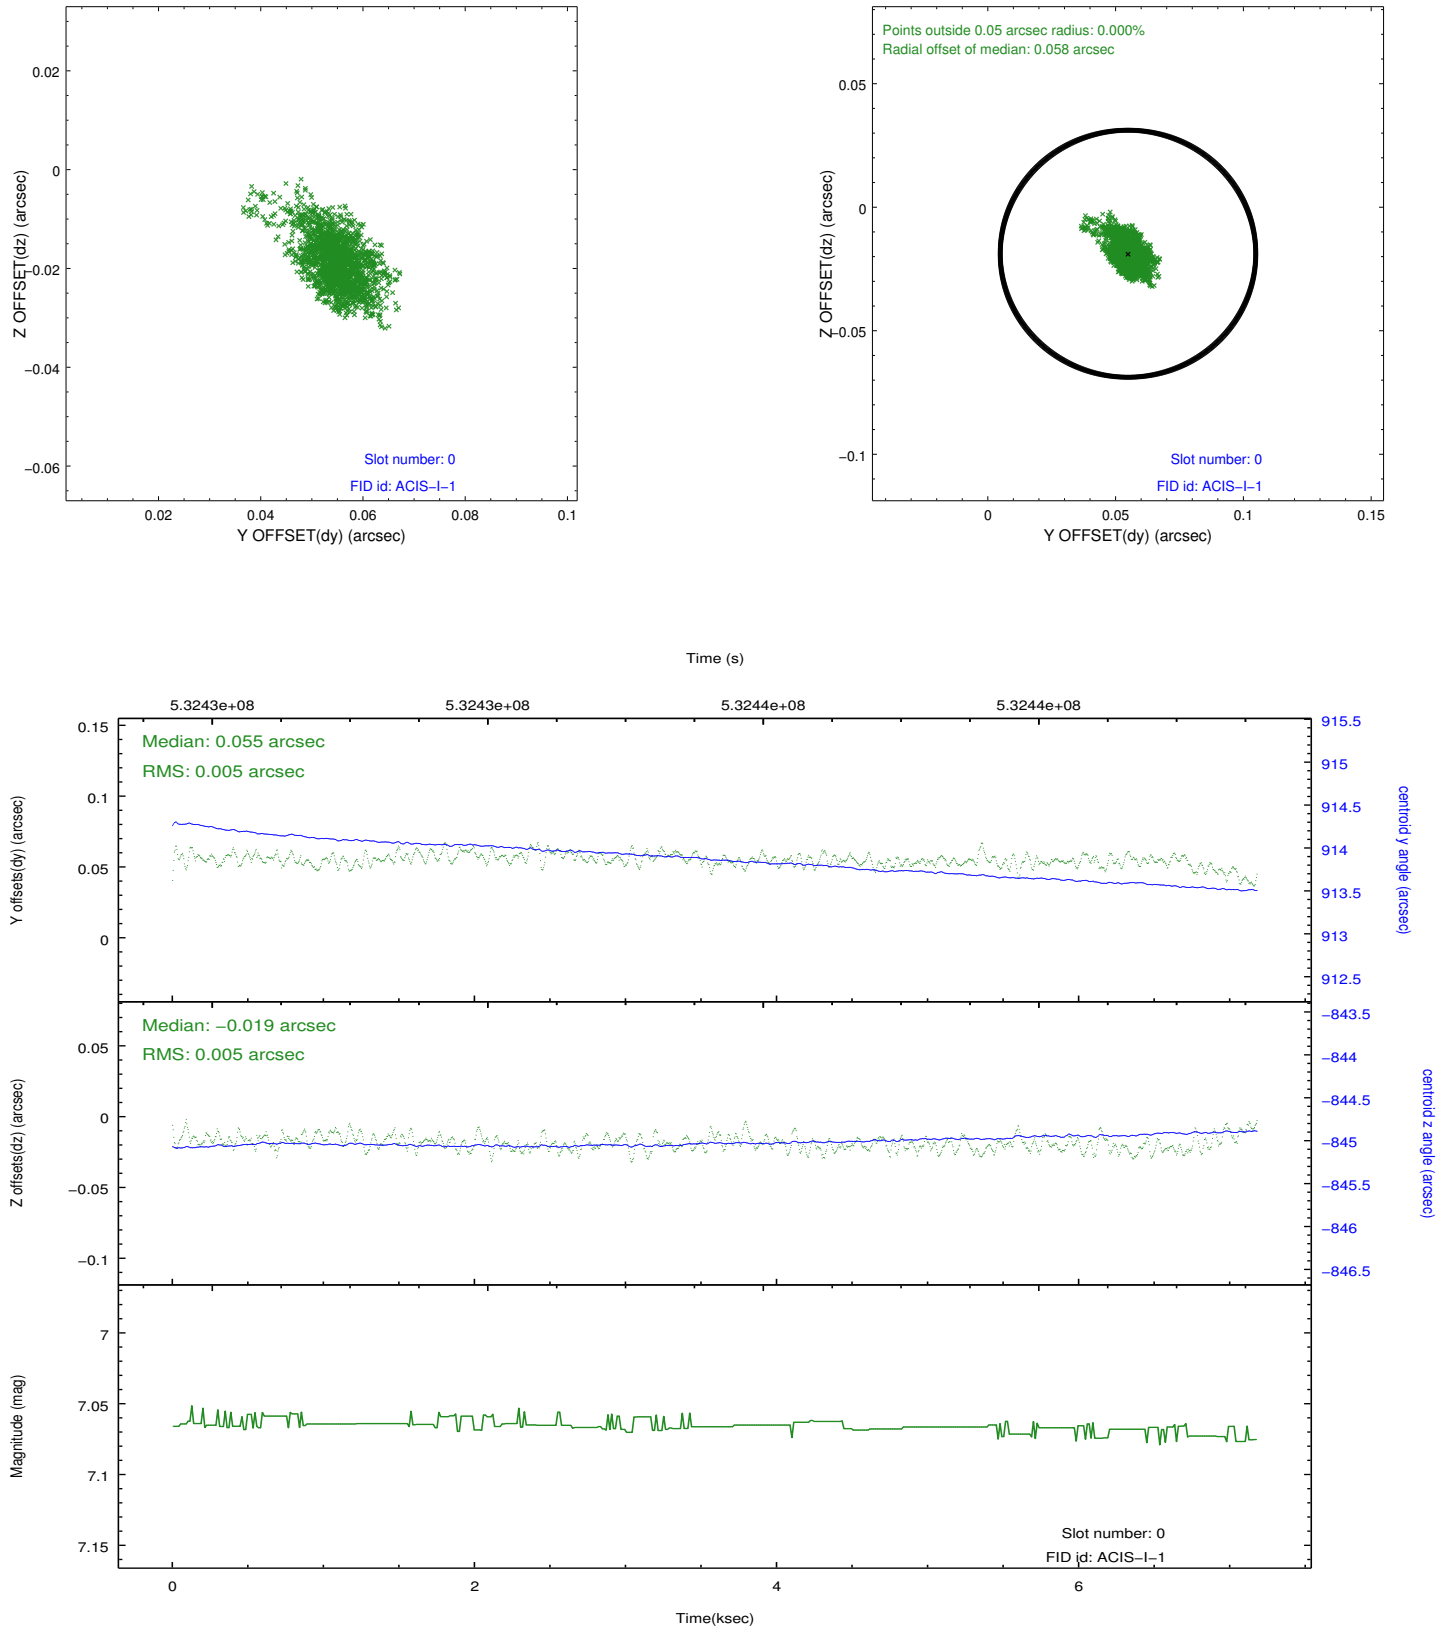 0.02
0
−0.02
−0.04
−0.06
Z OFFSET(dz) (arcsec)
Slot number: 0
FID id: ACIS−I−1
0.02 0.04 0.06 0.08 0.1
Y OFFSET(dy) (arcsec)
Points outside 0.05 arcsec radius: 0.000%
Radial offset of median: 0.058 arcsec
0.05
0
−0.05
−0.1
Z OFFSET(dz) (arcsec)
Slot number: 0
FID id: ACIS−I−1
0 0.05 0.1 0.15
Y OFFSET(dy) (arcsec)
Time (s)
5.3243e+08 5.3243e+08 5.3244e+08 5.3244e+08
Median: 0.055 arcsec
RMS: 0.005 arcsec
0.15
0.1
0.05
0
Y offsets(dy) (arcsec)
915.5
915
914.5
914
913.5
913
912.5
centroid y angle (arcsec)
Median: −0.019 arcsec
RMS: 0.005 arcsec
0.05
0
−0.05
−0.1
Z offsets(dz) (arcsec)
−843.5
−844
−844.5
−845
−845.5
−846
−846.5
centroid z angle (arcsec)
7
7.05
7.1
7.15
Magnitude (mag)
Slot number: 0
FID id: ACIS−I−1
0 2 4 6
Time(ksec)